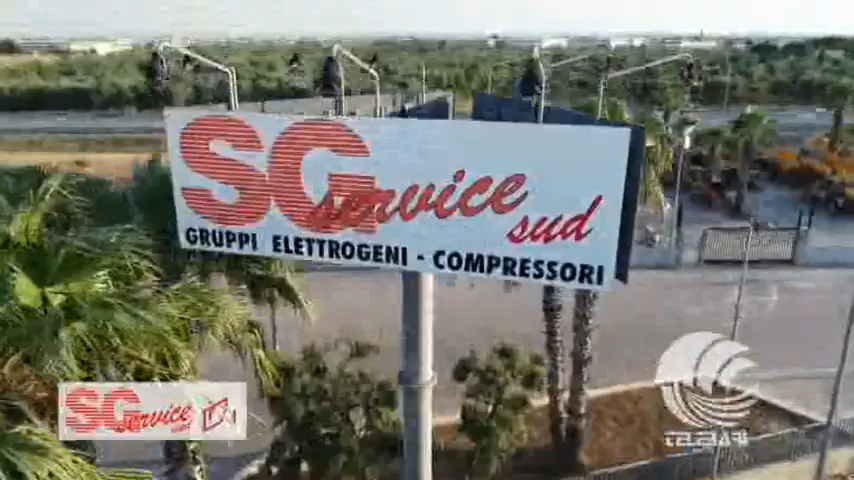 SG service
sud
GRUPPI ELETTROGENI - COMPRESSORI
SG service
TELEBARI